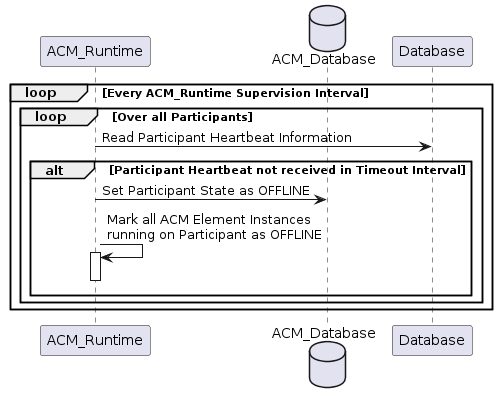 ACM_Runtime
ACM_Database
Database
loop [Every ACM_Runtime Supervision Interval]
loop [Over all Participants]
Read Participant Heartbeat Information
alt [Participant Heartbeat not received in Timeout Interval]
Set Participant State as OFFLINE
Mark all ACM Element Instances
running on Participant as OFFLINE
ACM_Runtime
ACM_Database
Database